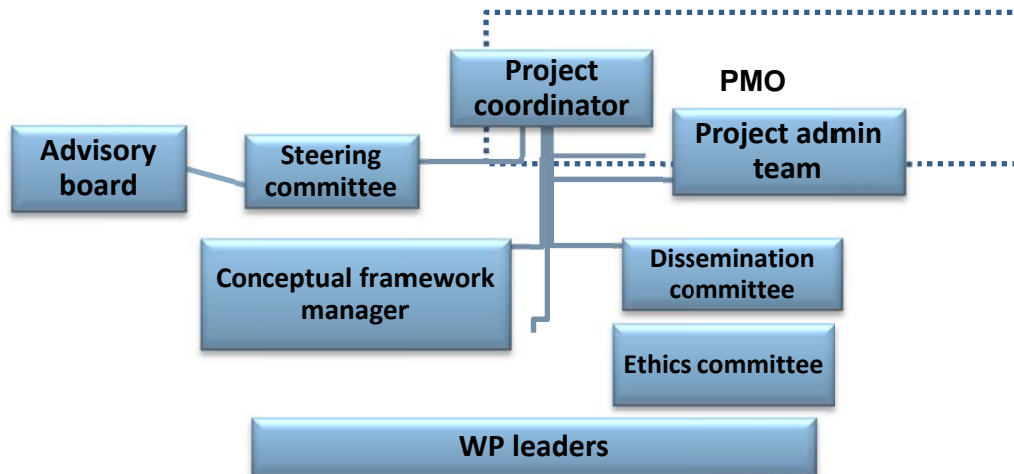 Project
coordinator
PMO
Project admin
team
Advisory
board
Steering
committee
Conceptual framework
manager
Dissemination
committee
Ethics committee
WP leaders